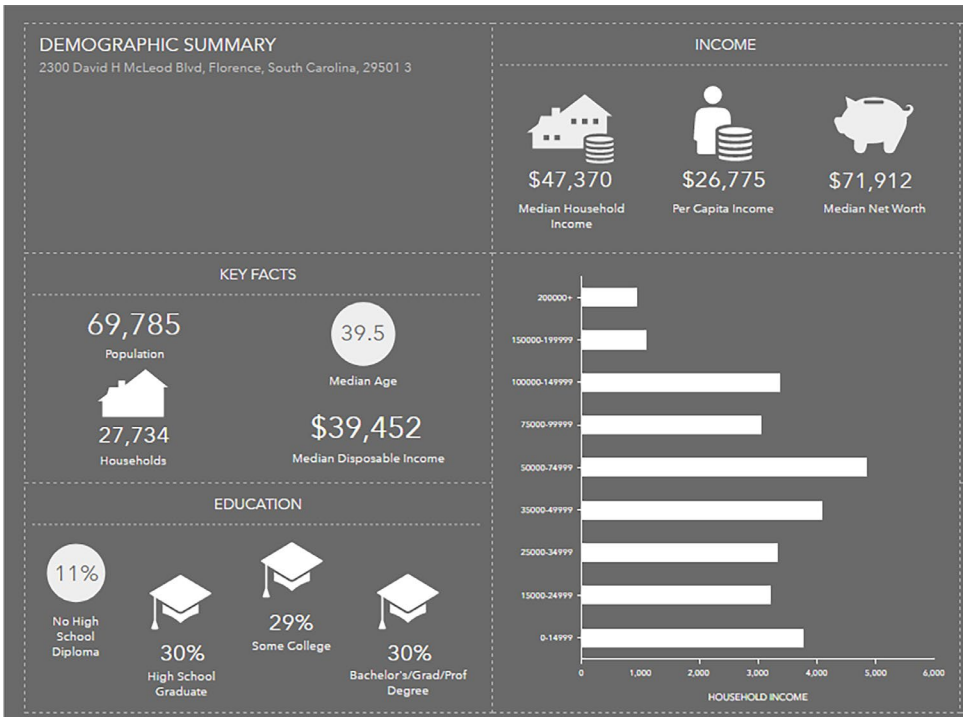 DEMOGRAPHIC SUMMARY
2300 David H McLeod Blvd, Florence, South Carolina, 29501 3
INCOME
$47,370
Median Household
Income
$26,775
Per Capita Income
$71,912
Median Net Worth
KEY FACTS
69,785
Population
39.5
Median Age
27,734
Households
$39,452
Median Disposable Income
EDUCATION
11%
No High
School
Diploma
30%
High School
Graduate
29%
Some College
30%
Bachelor's/Grad/Prof
Degree
200000+
150000-199999
100000-149999
75000-99999
50000-74999
35000-49999
25000-34999
15000-24999
0-14999
0 1,000 2,000 3,000 4,000 5,000 6,000
HOUSEHOLD INCOME